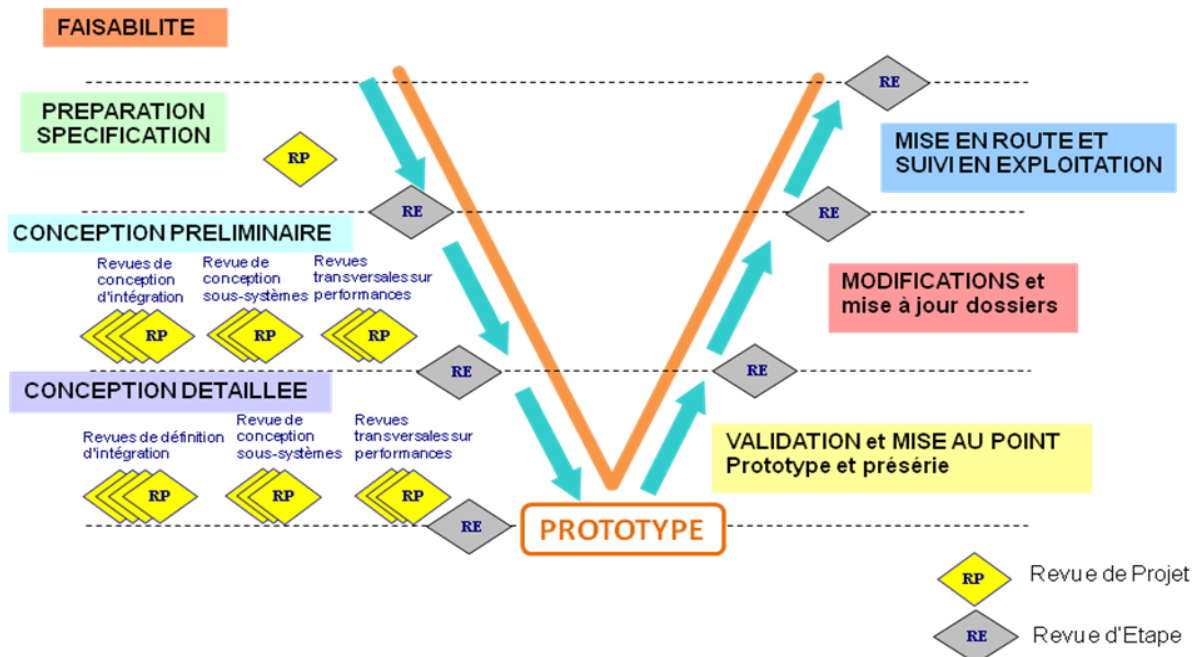 FAISABILITE
RE
PREPARATION
SPECIFICATION
RP
MISE EN ROUTE ET
SUIVI EN EXPLOITATION
RE
RE
CONCEPTION PRELIMINAIRE
Revues de
conception
d'intégration
Revues de
conception
sous-systèmes
Revues
transversales sur
performances
RP
RP
RP
MODIFICATIONS et
mise à jour dossiers
RE
RE
CONCEPTION DETAILLEE
Revues de définition
d'intégration
Revue de
conception
sous-systèmes
Revues
transversales sur
performances
RP
RP
RP
VALIDATION et MISE AU POINT
Prototype et présérie
RE
PROTOTYPE
RP
Revue de Projet
RE
Revue d'Etape